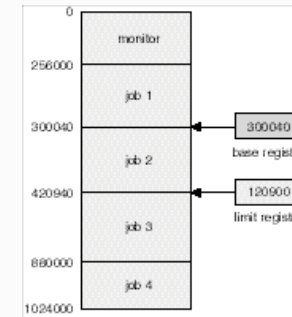 0
monitor
256000
job 1
300040
300040
base regist
job 2
420940
120900
limit regist
job 3
880000
job 4
1024000